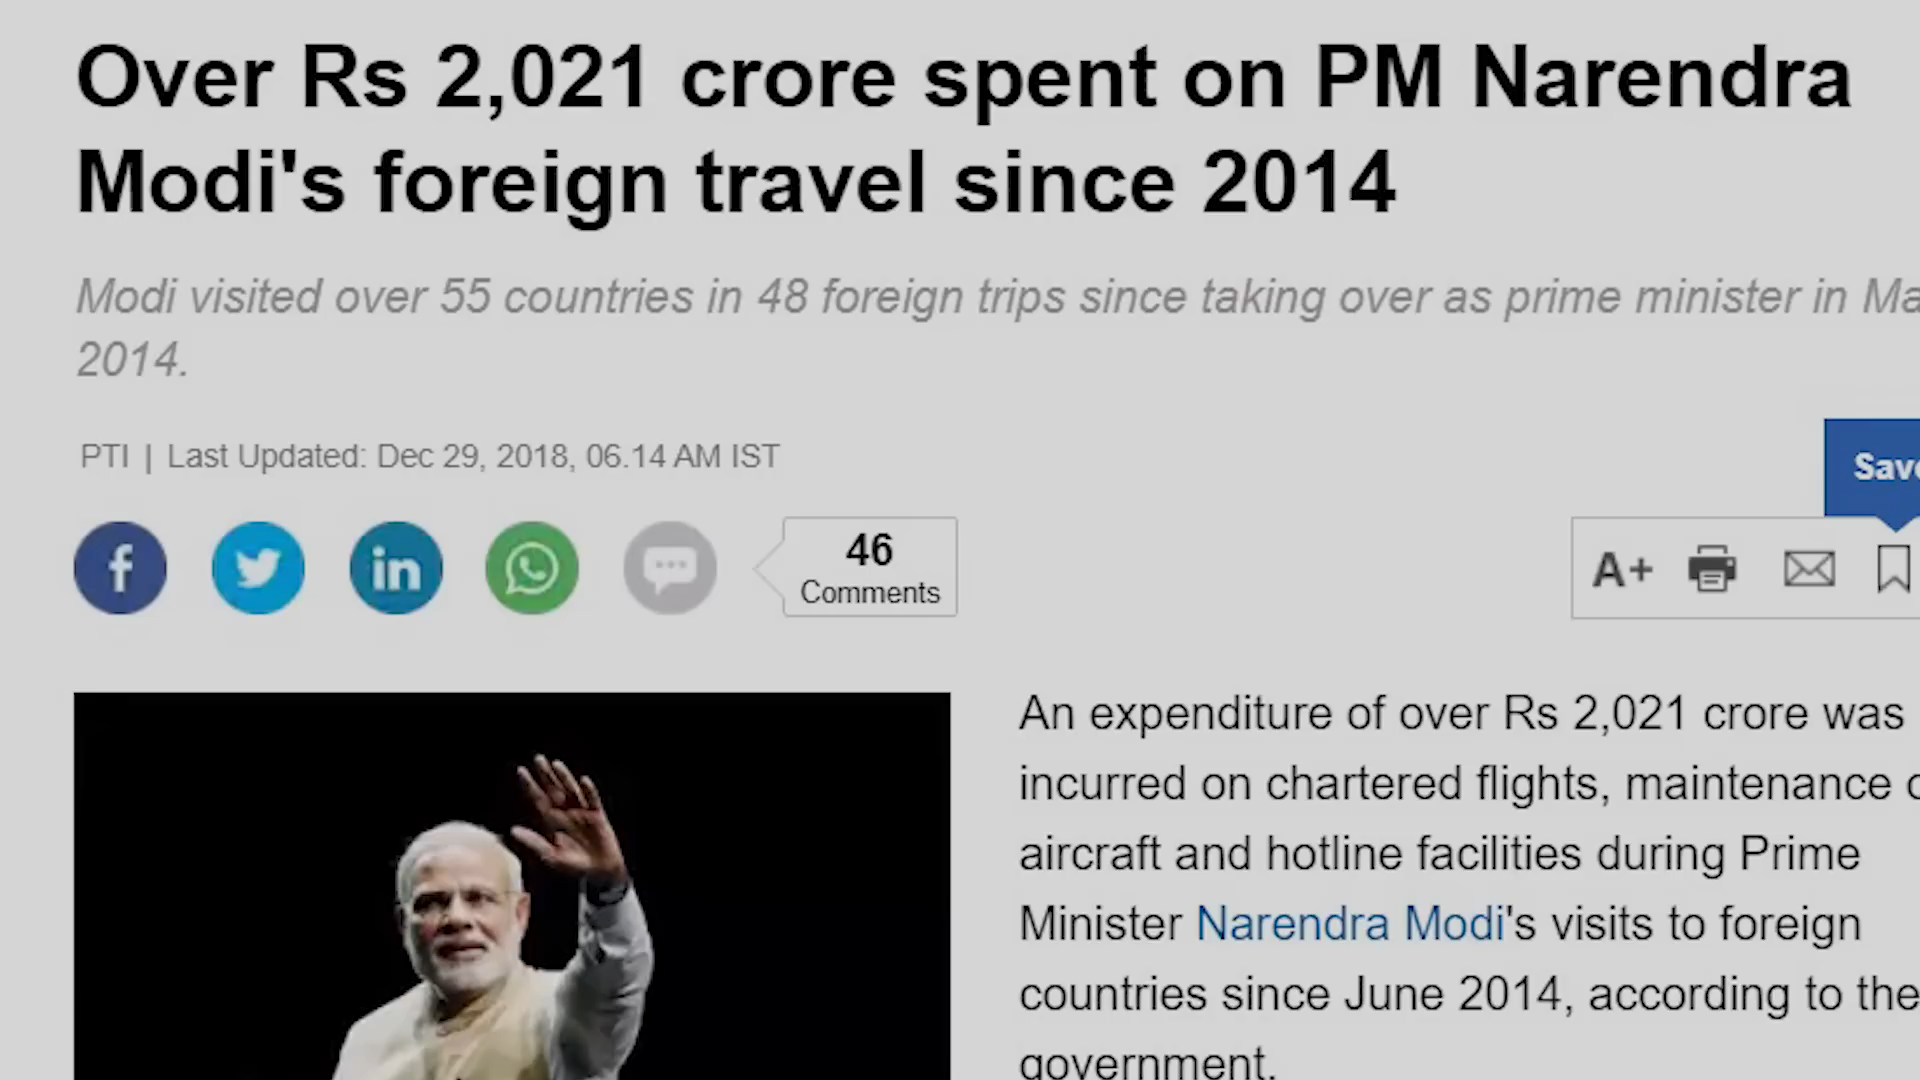 Over Rs 2,021 crore spent on PM Narendra
Modi's foreign travel since 2014
Modi visited over 55 countries in 48 foreign trips since taking over as prime minister in Ma
2014.
PTI | Last Updated: Dec 29, 2018, 06.14 AM IST
Save
46
Comments
A+
An expenditure of over Rs 2,021 crore was
incurred on chartered flights, maintenance o
aircraft and hotline facilities during Prime
Minister Narendra Modi's visits to foreign
countries since June 2014, according to the
government.